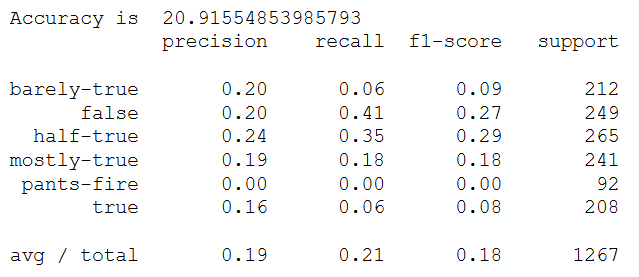 Accuracy is  20.91554853985793
             precision    recall  f1-score   support

barely-true       0.20      0.06      0.09       212
      false       0.20      0.41      0.27       249
  half-true       0.24      0.35      0.29       265
mostly-true       0.19      0.18      0.18       241
 pants-fire       0.00      0.00      0.00        92
       true       0.16      0.06      0.08       208

avg / total       0.19      0.21      0.18      1267